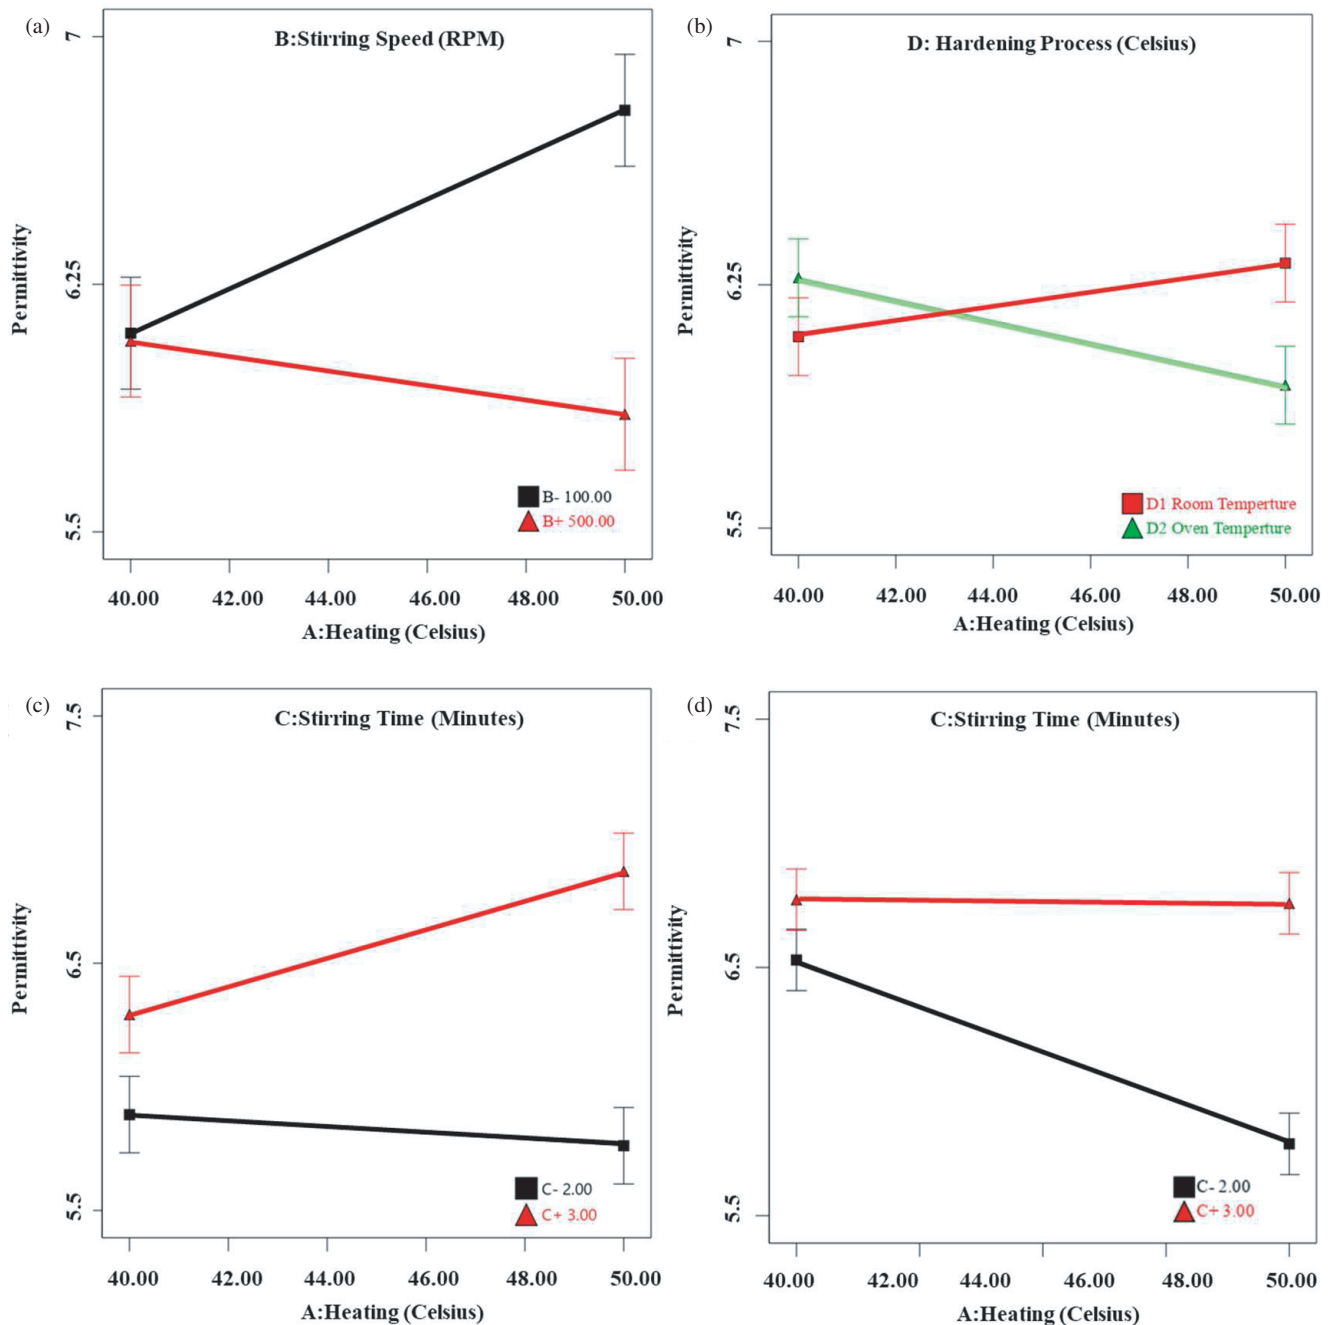 (a)
B:Stirring Speed (RPM)
7
6.25
5.5
Permittivity
B- 100.00
B+ 500.00
40.00 42.00 44.00 46.00 48.00 50.00
A:Heating (Celsius)
(b)
D: Hardening Process (Celsius)
7
6.25
5.5
Permittivity
D1 Room Temperture
D2 Oven Temperture
40.00 42.00 44.00 46.00 48.00 50.00
A:Heating (Celsius)
(c)
C:Stirring Time (Minutes)
7.5
6.5
5.5
Permittivity
C- 2.00
C+ 3.00
40.00 42.00 44.00 46.00 48.00 50.00
A:Heating (Celsius)
(d)
C:Stirring Time (Minutes)
7.5
6.5
5.5
Permittivity
C- 2.00
C+ 3.00
40.00 42.00 44.00 46.00 48.00 50.00
A:Heating (Celsius)